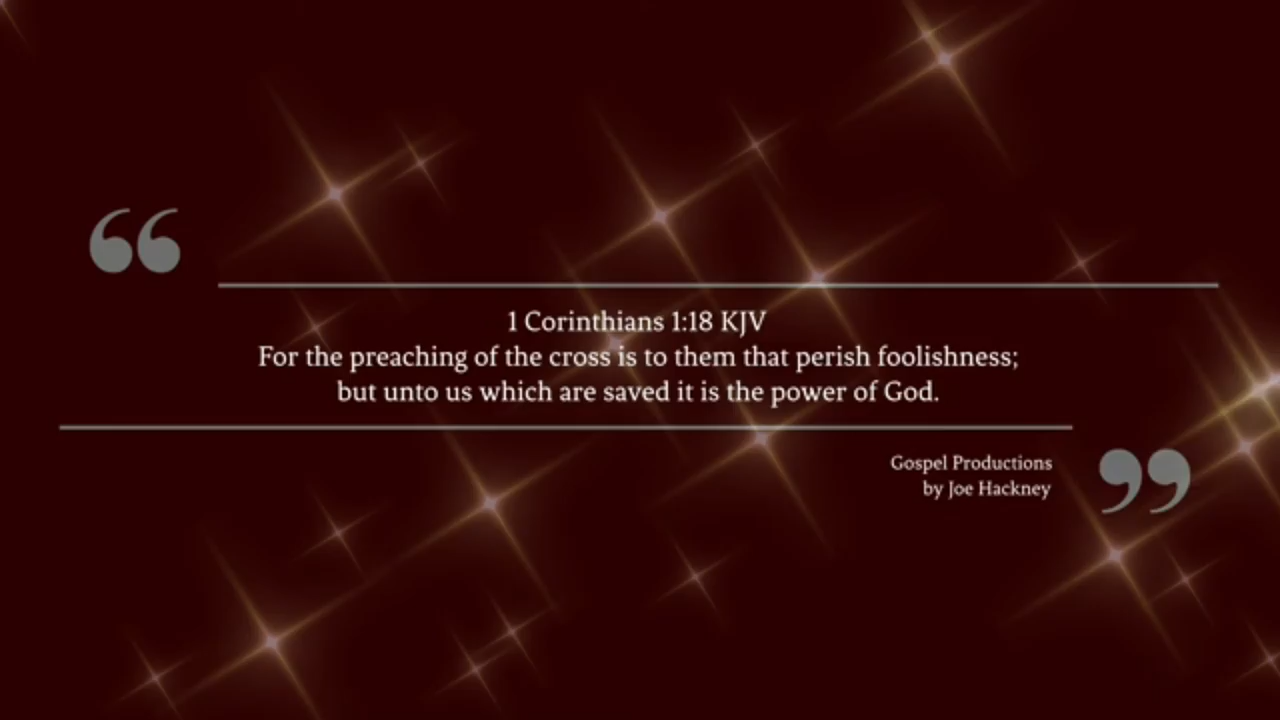 1 Corinthians 1:18 KJV
For the preaching of the cross is to them that perish foolishness;
but unto us which are saved it is the power of God.
Gospel Productions
by Joe Hackney